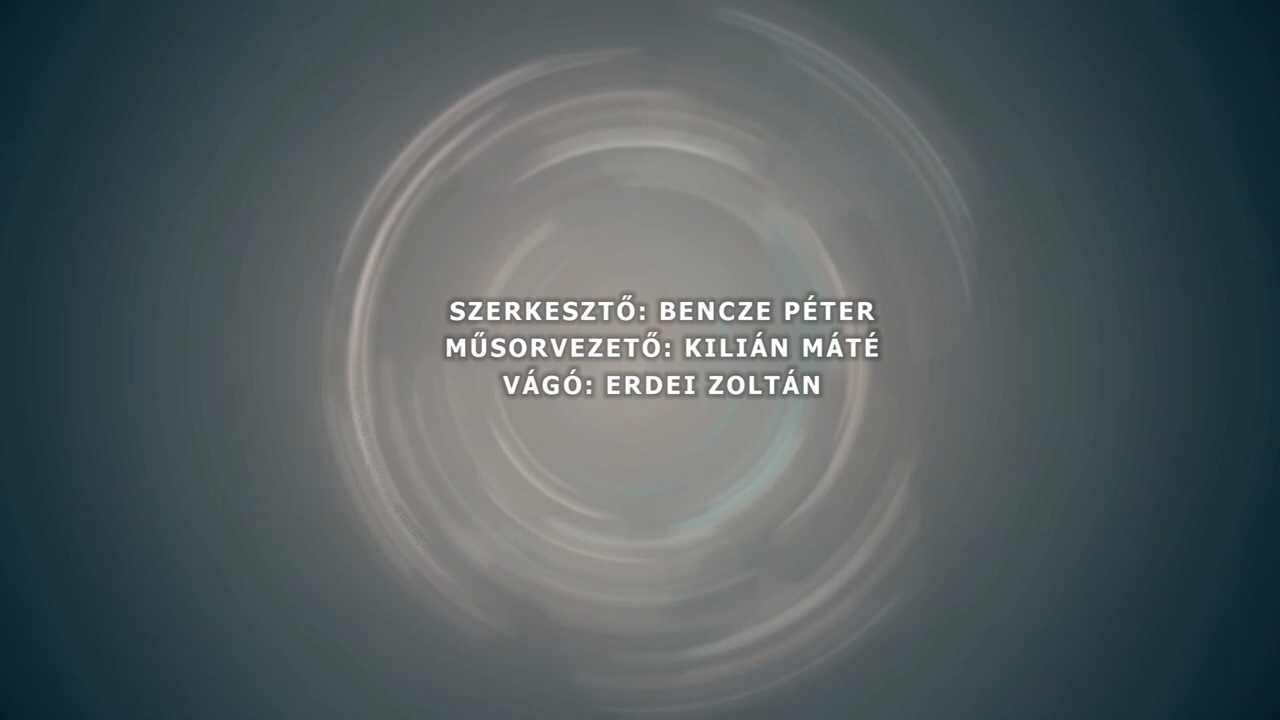 SZERKESZTŐ: BENCZE PÉTER
MŰSORVEZETŐ: KILIÁN MÁTÉ
VÁGÓ: ERDEI ZOLTÁN